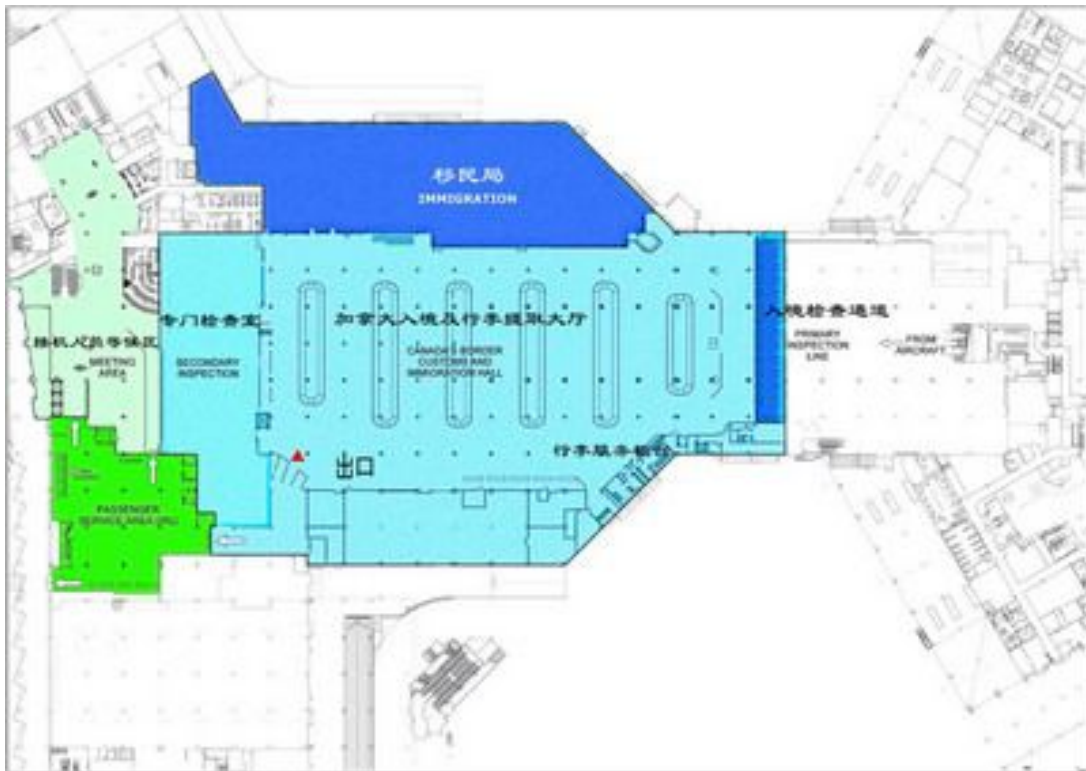 移民局
IMMIGRATION
专门检查室
SECONDARY
INSPECTION
加拿大入境及行李提取大厅
CANADA'S BORDER
CUSTOMS AND
IMMIGRATION HALL
入境检查通道
PRIMARY
INSPECTION
LINE
FROM
AIRCRAFT
接机人员等候区
MEETING
AREA
行李服务柜台
出口
PASSENGER
SERVICE AREA